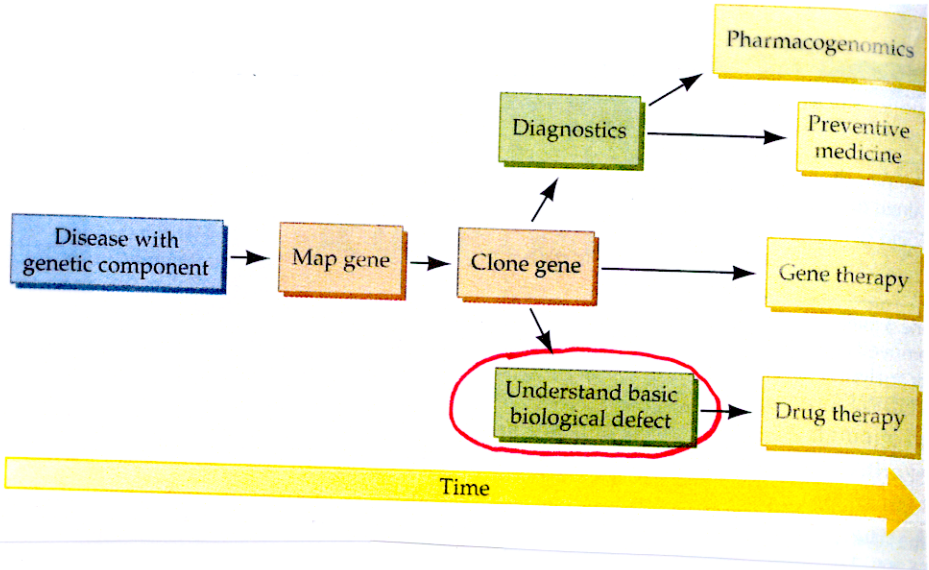 Pharmacogenomics
Diagnostics
Preventive
medicine
Disease with
genetic component
Map gene
Clone gene
Gene therapy
Understand basic
biological defect
Drug therapy
Time